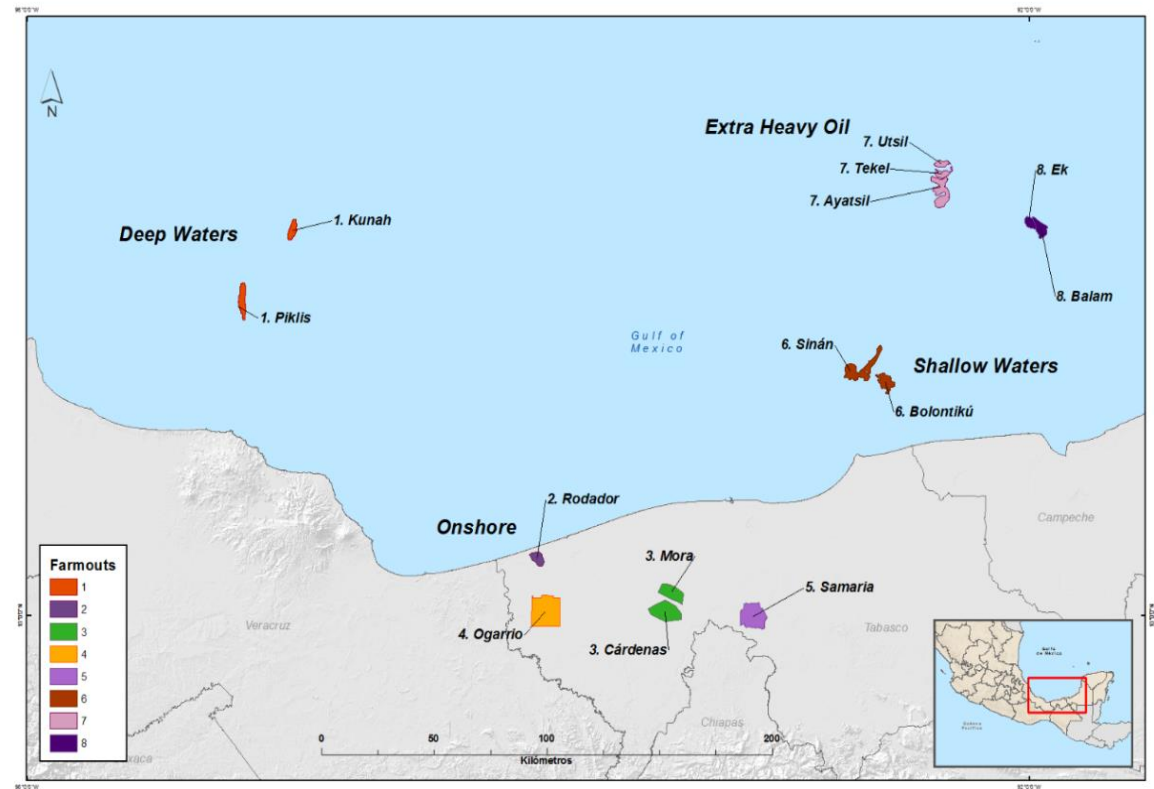 N
Extra Heavy Oil
7. Utsil
7. Tekel
7. Ayatsil
8. Ek
8. Balam
1. Kunah
Deep Waters
1. Piklis
Gulf of
Mexico
6. Sinán
Shallow Waters
6. Bolontikú
2. Rodador
Onshore
Campeche
3. Mora
5. Samaria
4. Ogarrio
3. Cárdenas
Veracruz
Tabasco
Chiapas
Farmouts
1
2
3
4
5
6
7
8
0 50 100 200
Kilómetros
Golfo
de México